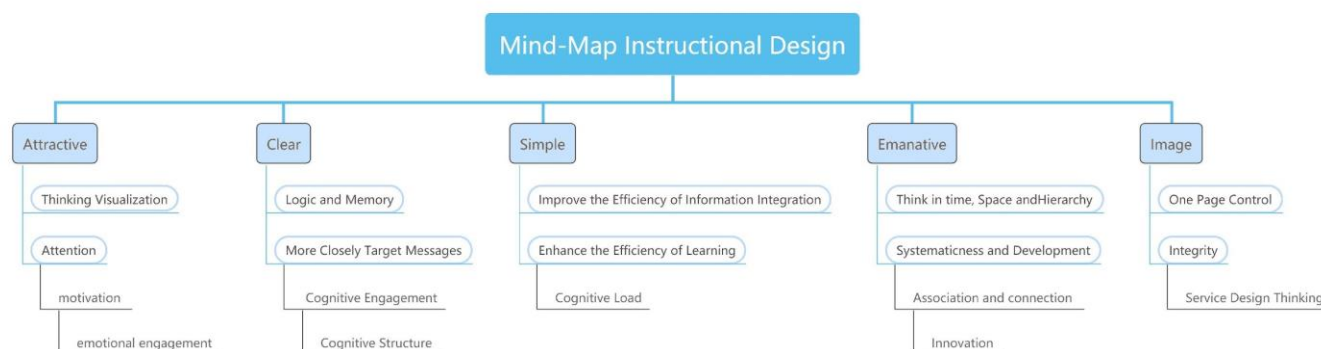 Mind-Map Instructional Design
Attractive
Clear
Simple
Emanative
Image
Thinking Visualization
Logic and Memory
Improve the Efficiency of Information Integration
Think in time, Space andHierarchy
One Page Control
Attention
More Closely Target Messages
Enhance the Efficiency of Learning
Systematicness and Development
Integrity
motivation
Cognitive Engagement
Cognitive Load
Association and connection
Service Design Thinking
emotional engagement
Cognitive Structure
Innovation